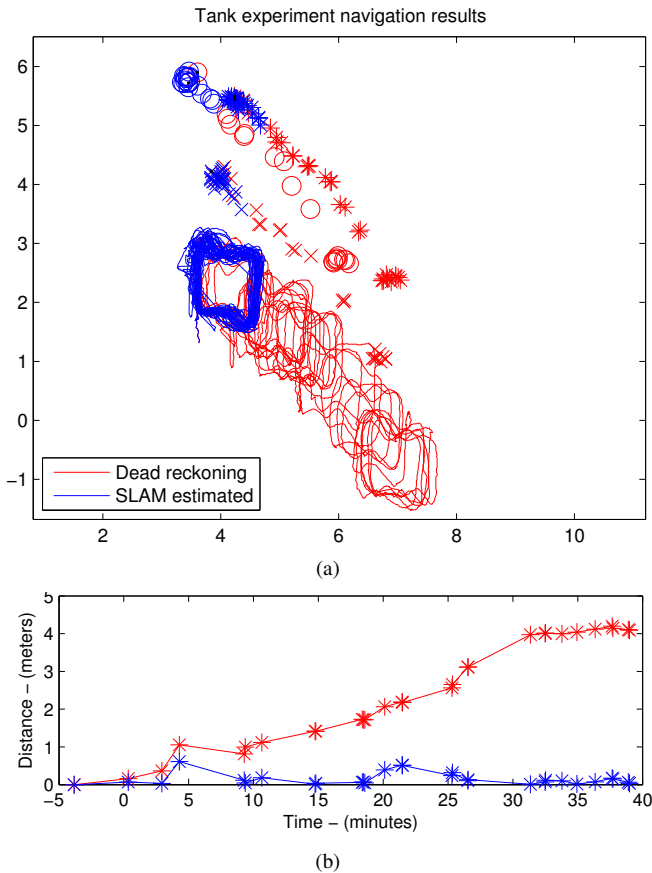 Tank experiment navigation results
6
5
4
3
2
1
0
−1
Dead reckoning
SLAM estimated
2 4 6 8 10
(a)
5
4
3
2
1
0
Distance − (meters)
−5 0 5 10 15 20 25 30 35 40
Time − (minutes)
(b)